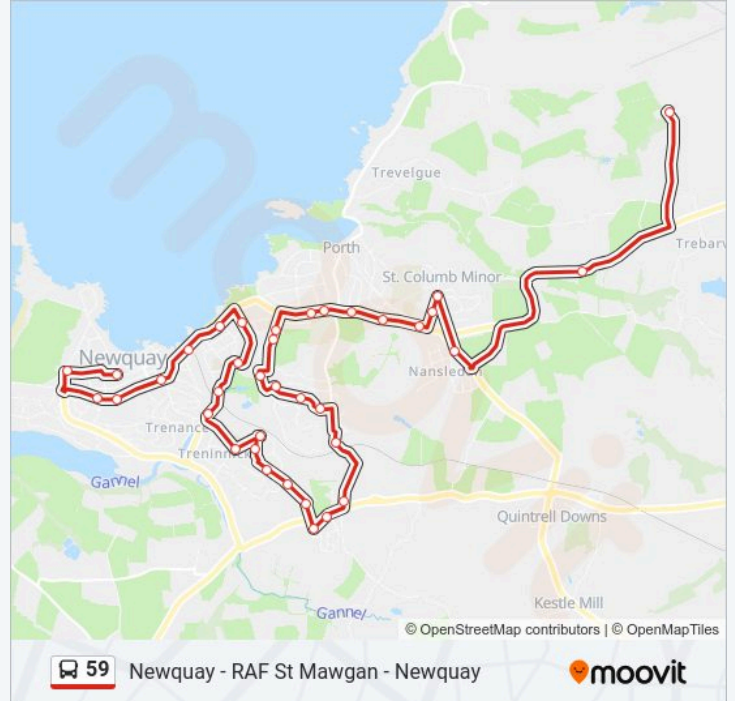 Trevelgue
Porth
Trebarv
St. Columb Minor
Newquay
Nansledan
Trenance
Treninnick
Gannel
Quintrell Downs
Kestle Mill
Gannel
© OpenStreetMap contributors | © OpenMapTiles
59 Newquay - RAF St Mawgan - Newquay
moovit